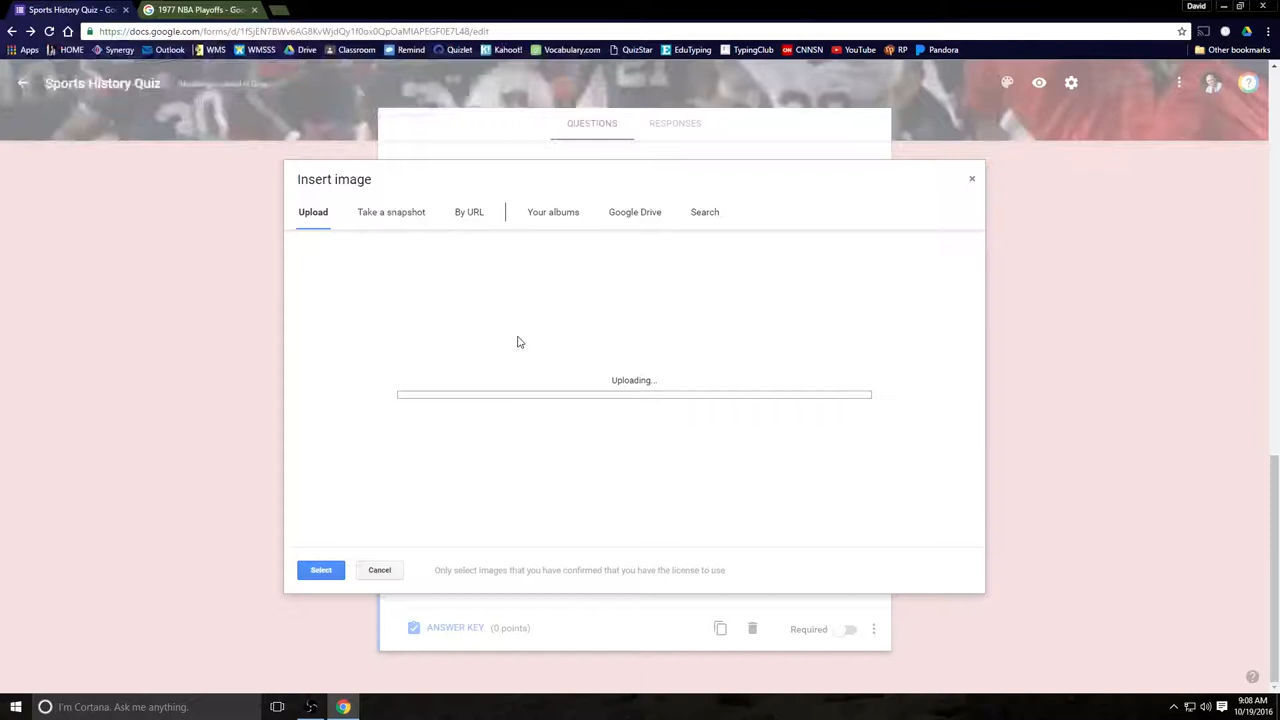 Sports History Quiz - Goo
1977 NBA Playoffs - Goo
David
https://docs.google.com/forms/d/
/edit
Apps
HOME
Synergy
Outlook
WMS
WMSSS
Drive
Classroom
Remind
Quizlet
Kahoot!
Vocabulary.com
QuizStar
EduTyping
TypingClub
CNNSN
YouTube
RP
Pandora
Other bookmarks
Sports History Quiz
QUESTIONS
RESPONSES
Insert image
Upload
Take a snapshot
By URL
Your albums
Google Drive
Search
Uploading...
Select
Cancel
Only select images that you have confirmed that you have the license to use
ANSWER KEY (0 points)
Required
I'm Cortana. Ask me anything.
9:08 AM
10/19/2016